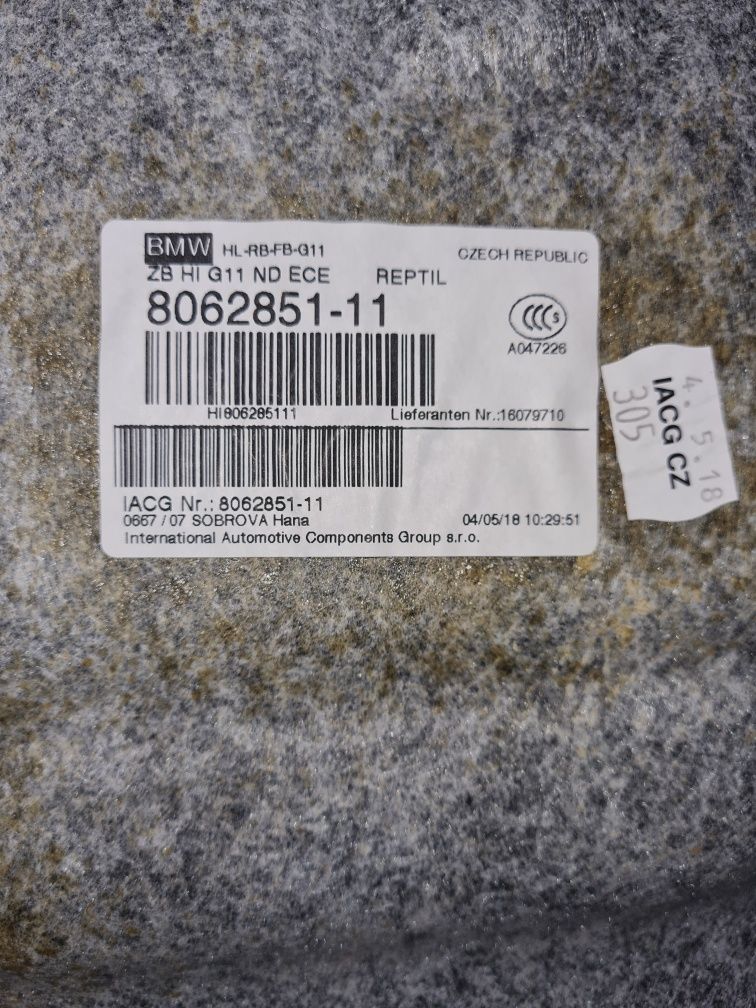 BMW HL-RB-FB-G11
CZECH REPUBLIC
ZB HI G11 ND ECE REPTIL
8062851-11
CCC S
A047226
HI806285111
Lieferanten Nr.:16079710
IACG Nr.: 8062851-11
0667 / 07 SOBROVA Hana
04/05/18 10:29:51
International Automotive Components Group s.r.o.
4. 5.18
IACG CZ
305